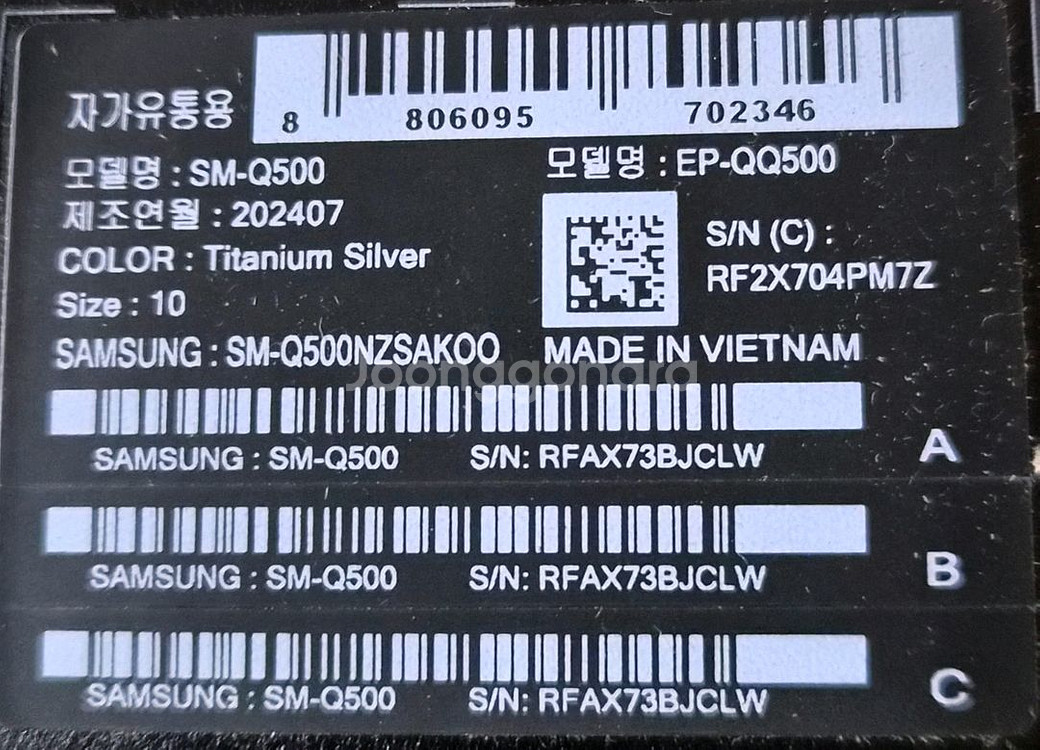 자가유통용
8 806095 702346
모델명 : SM-Q500
모델명 : EP-QQ500
제조연월 : 202407
COLOR : Titanium Silver
S/N (C) :
RF2X704PM7Z
Size : 10
SAMSUNG : SM-Q500NZSAKOO MADE IN VIETNAM
Joonggonara
SAMSUNG : SM-Q500 S/N: RFAX73BJCLW A
SAMSUNG : SM-Q500 S/N: RFAX73BJCLW B
SAMSUNG : SM-Q500 S/N: RFAX73BJCLW C